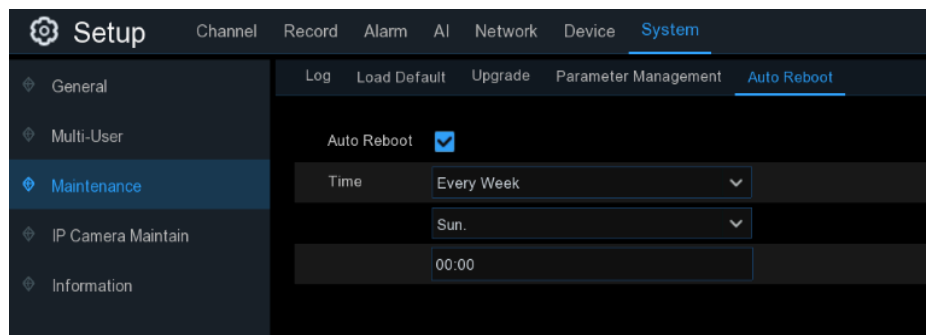 Setup Channel Record Alarm AI Network Device System
General
Multi-User
Maintenance
IP Camera Maintain
Information
Log Load Default Upgrade Parameter Management Auto Reboot
Auto Reboot
Time Every Week
Sun.
00:00